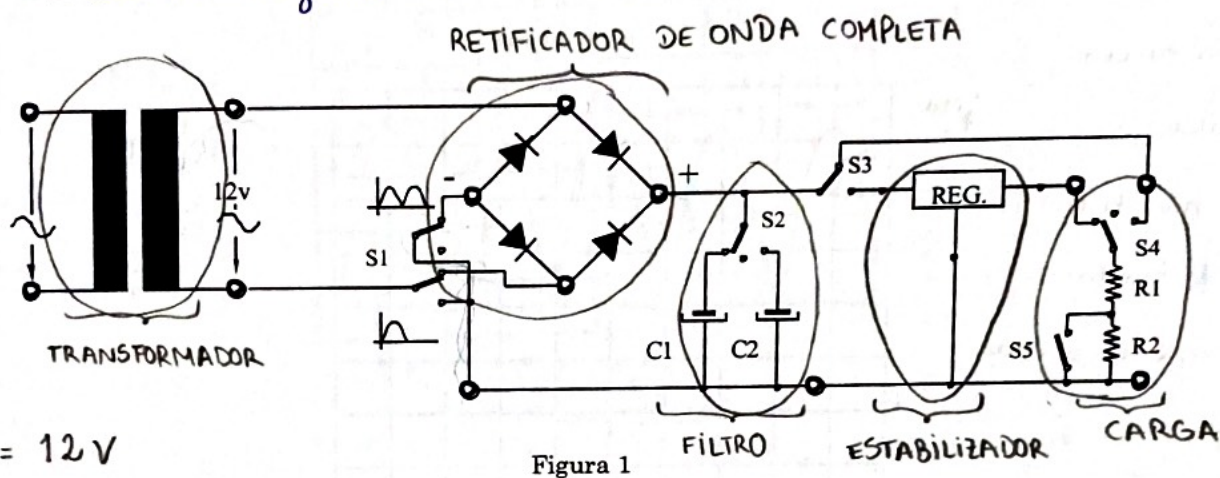 RETIFICADOR DE ONDA COMPLETA
+
-
S3
12v
REG.
S2
S4
S1
R1
C1
C2
S5
R2
TRANSFORMADOR
FILTRO
ESTABILIZADOR
CARGA
= 12 V
Figura 1